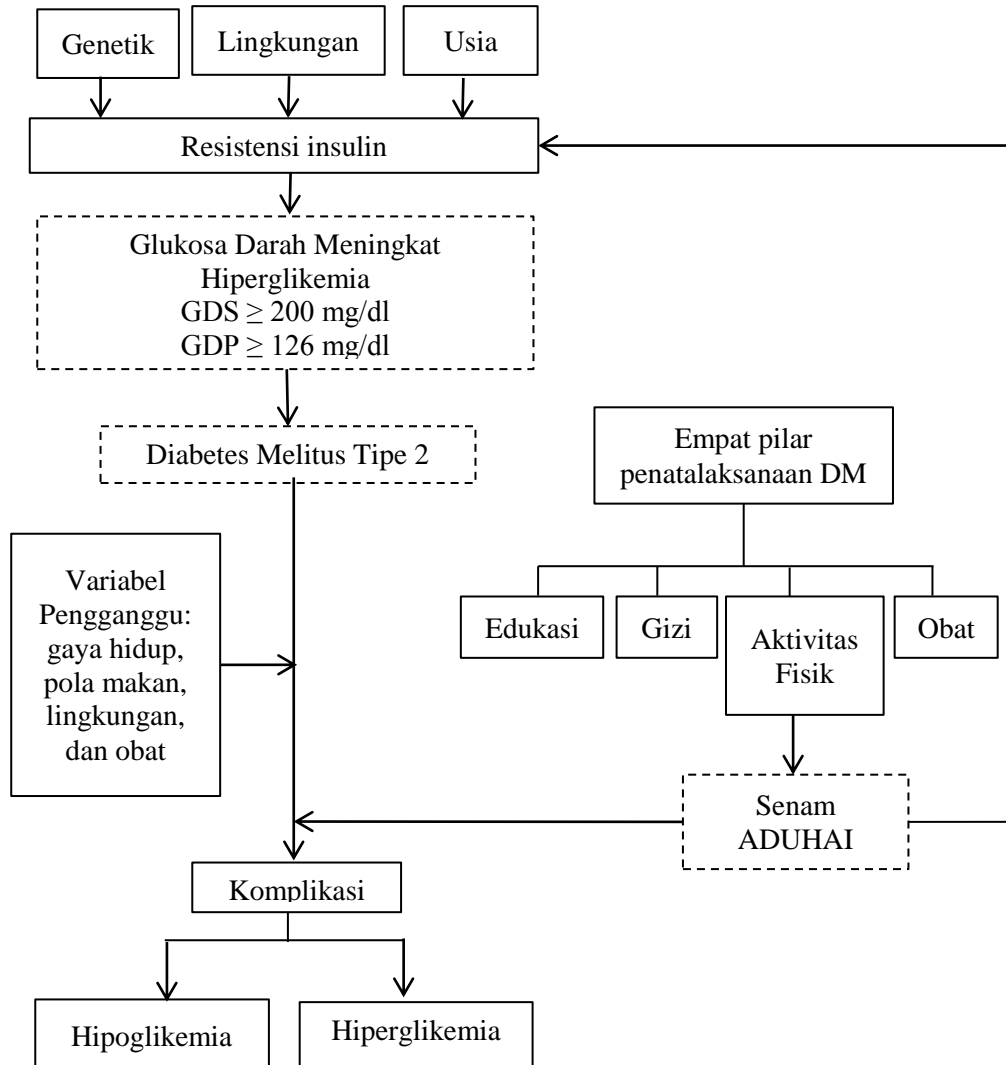 Genetik
Lingkungan
Usia
Resistensi insulin
Glukosa Darah Meningkat
Hiperglikemia
GDS ≥ 200 mg/dl
GDP ≥ 126 mg/dl
Diabetes Melitus Tipe 2
Empat pilar
penatalaksanaan DM
Variabel
Pengganggu:
gaya hidup,
pola makan,
lingkungan,
dan obat
Edukasi
Gizi
Aktivitas
Fisik
Obat
Senam
ADUHAI
Komplikasi
Hipoglikemia
Hiperglikemia